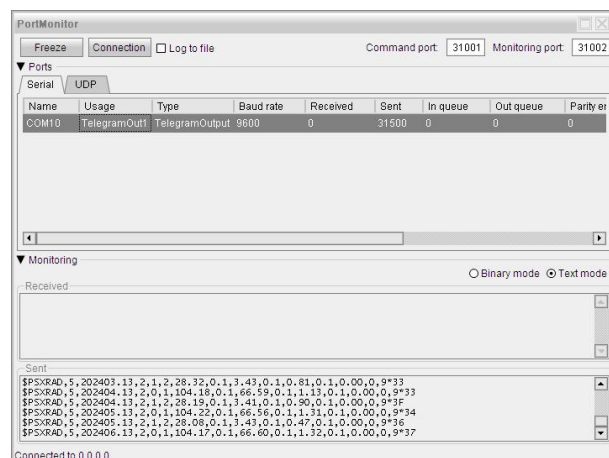 PortMonitor
Freeze Connection Log to file Command port: 31001 Monitoring port: 31002
Ports
Serial UDP
Name Usage Type Baud rate Received Sent In queue Out queue Parity er
COM10 TelegramOut1 TelegramOutput 9600 0 31500 0 0 0
Monitoring
Binary mode Text mode
Received
Sent
$PSXRAD,5,202403.13,2,1,2,28.32,0.1,3.43,0.1,0.81,0.1,0.00,0,9*33
$PSXRAD,5,202404.13,2,0,1,104.18,0.1,66.59,0.1,1.13,0.1,0.00,0,9*33
$PSXRAD,5,202404.13,2,1,2,28.19,0.1,3.41,0.1,0.90,0.1,0.00,0,9*3F
$PSXRAD,5,202405.13,2,0,1,104.22,0.1,66.56,0.1,1.31,0.1,0.00,0,9*34
$PSXRAD,5,202405.13,2,1,2,28.08,0.1,3.43,0.1,0.47,0.1,0.00,0,9*36
$PSXRAD,5,202406.13,2,0,1,104.17,0.1,66.60,0.1,1.32,0.1,0.00,0,9*37
Connected to 0.0.0.0